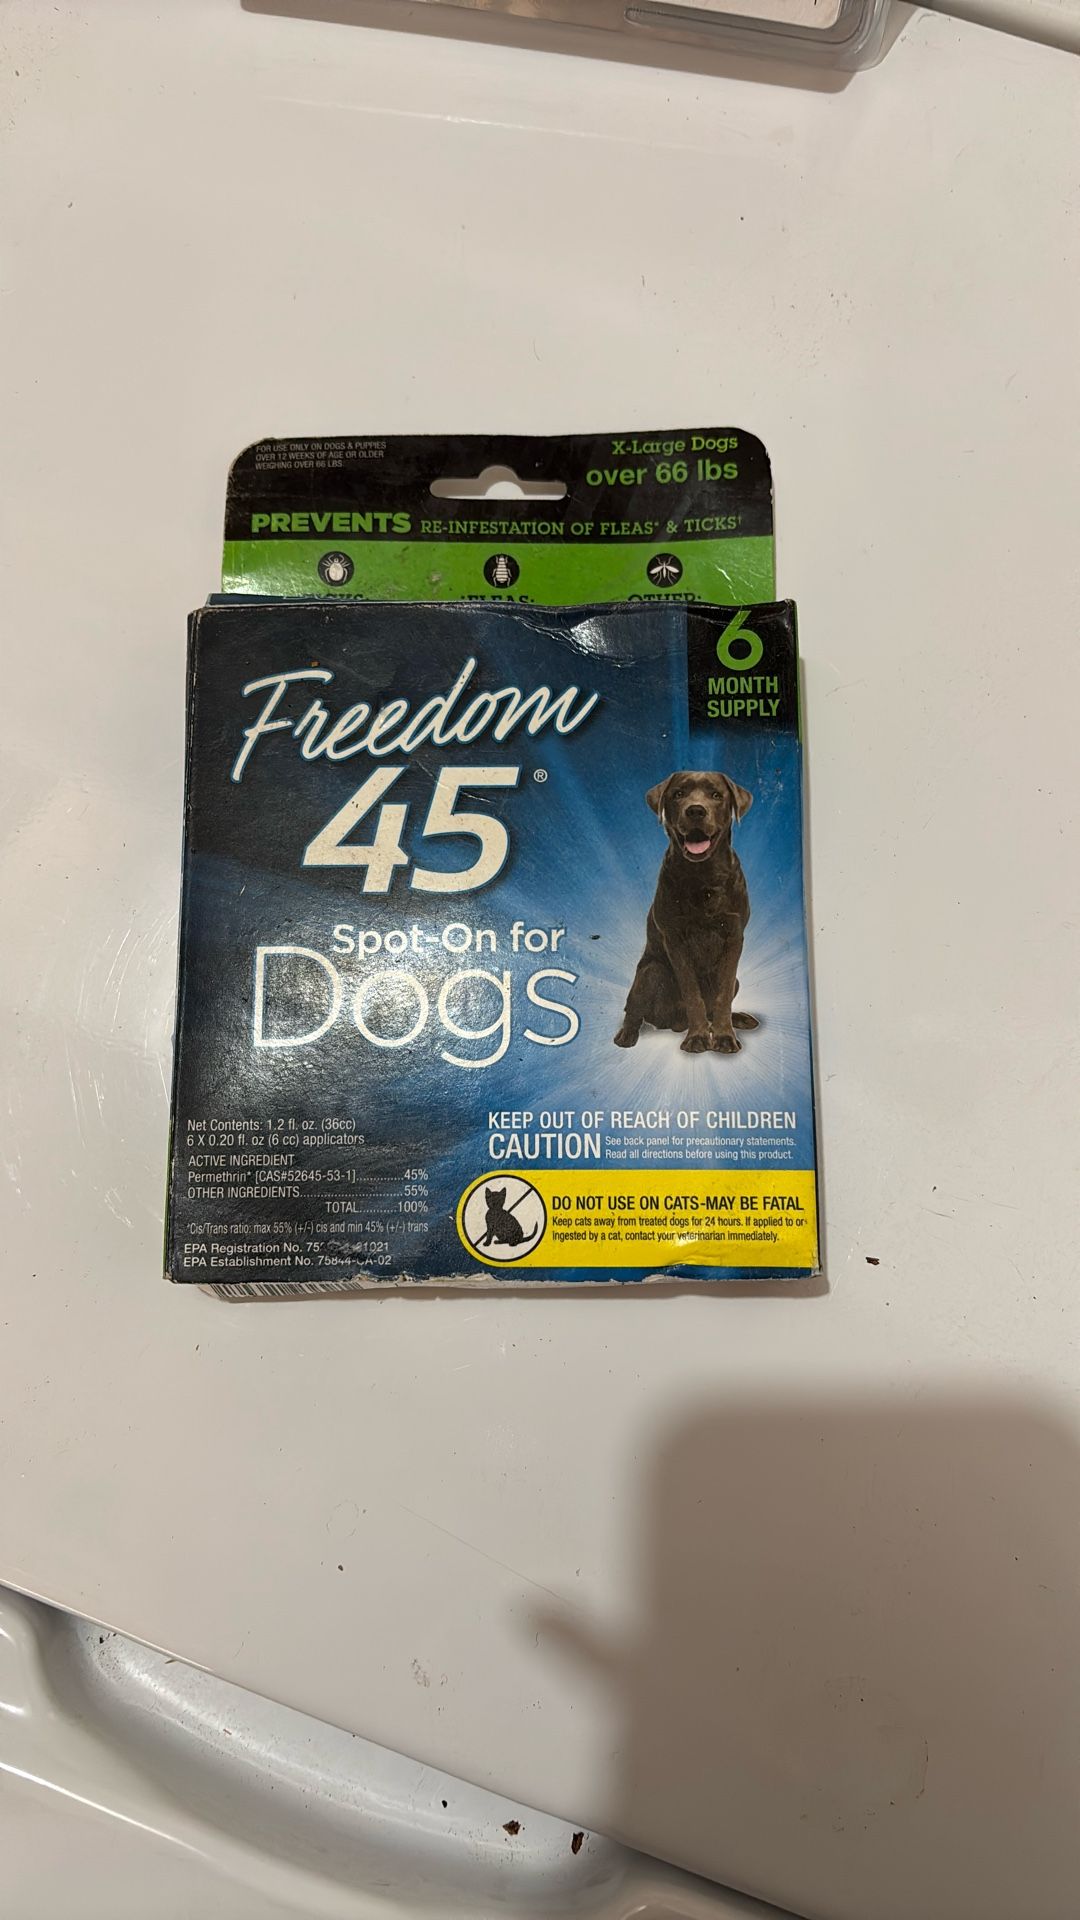 FOR USE ONLY ON DOGS & PUPPIES
OVER 12 WEEKS OF AGE OR OLDER
WEIGHING OVER 66 LBS
X-Large Dogs
over 66 lbs
PREVENTS RE-INFESTATION OF FLEAS* & TICKS†
6
MONTH
SUPPLY
Freedom
45®
Spot-On for
Dogs
Net Contents: 1.2 fl. oz. (36cc)
6 X 0.20 fl. oz (6 cc) applicators
ACTIVE INGREDIENT
Permethrin* [CAS#52645-53-1]..............45%
OTHER INGREDIENTS............................55%
TOTAL...........100%
*Cis/Trans ratio: max 55% (+/-) cis and min 45% (+/-) trans
EPA Registration No.
EPA Establishment No. 75844-CA-02
KEEP OUT OF REACH OF CHILDREN
CAUTION See back panel for precautionary statements.
Read all directions before using this product.
DO NOT USE ON CATS-MAY BE FATAL
Keep cats away from treated dogs for 24 hours. If applied to or
ingested by a cat, contact your veterinarian immediately.